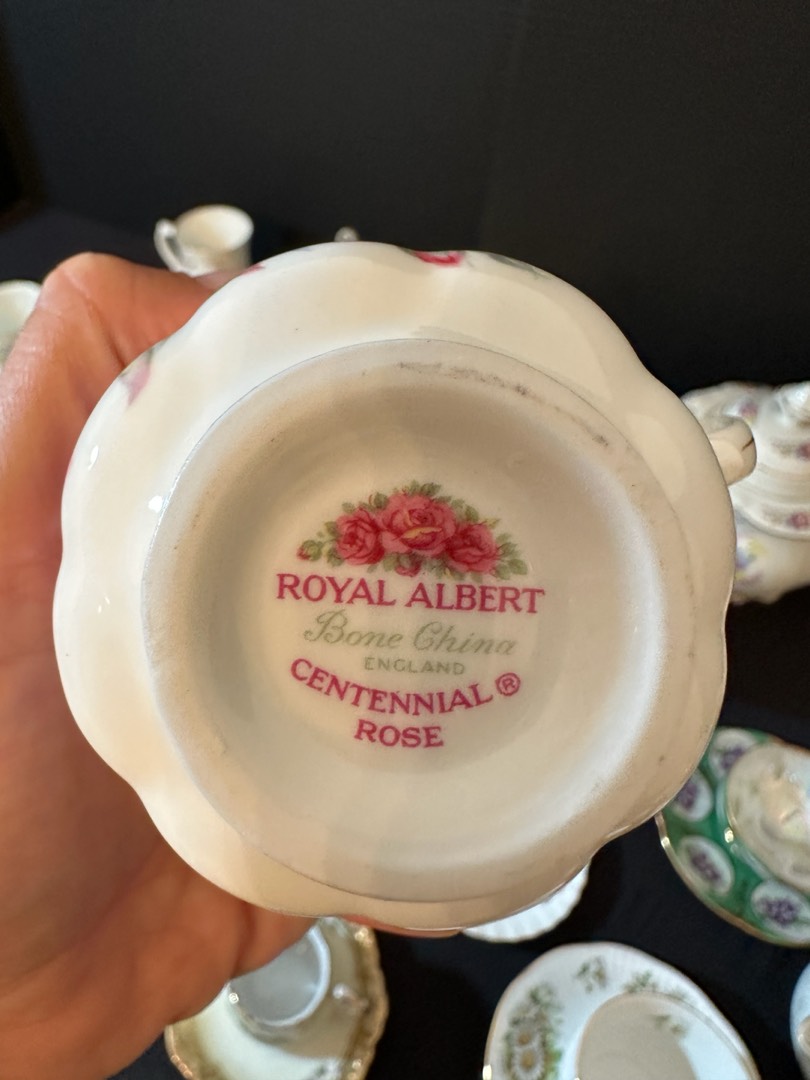 ROYAL ALBERT
Bone China
ENGLAND
CENTENNIAL ®
ROSE